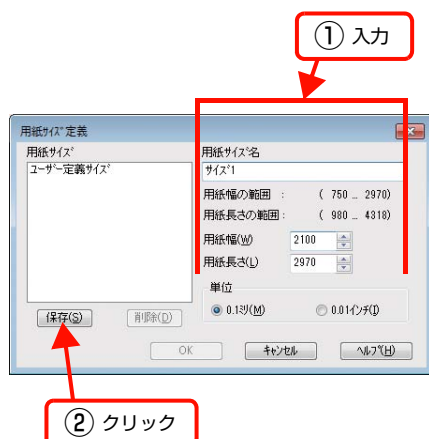 ① 入力
用紙ｻｲｽﾞ定義
用紙ｻｲｽﾞ
ﾕｰｻﾞｰ定義ｻｲｽﾞ
用紙ｻｲｽﾞ名
ｻｲｽﾞ1
用紙幅の範囲 : ( 750 .. 2970)
用紙長さの範囲 : ( 980 .. 4318)
用紙幅(W) 2100
用紙長さ(L) 2970
単位
0.1ﾐﾘ(M) 0.01ｲﾝﾁ(I)
保存(S) 削除(D)
OK ｷｬﾝｾﾙ ﾍﾙﾌﾟ(H)
② クリック